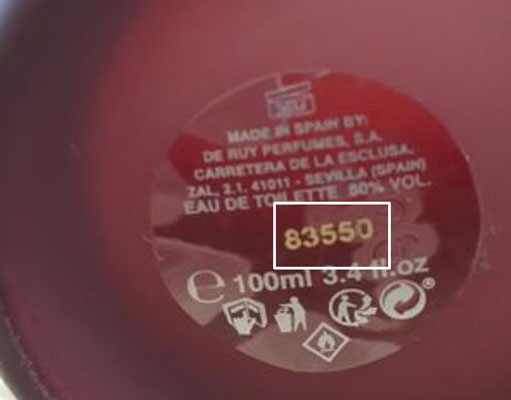 MADE IN SPAIN BY:
DE RUY PERFUMES, S.A.
CARRETERA DE LA ESCLUSA,
ZAL, 2.1. 41011 - SEVILLA (SPAIN)
EAU DE TOILETTE 80% VOL.
83550
e 100ml 3.4 fl.oz